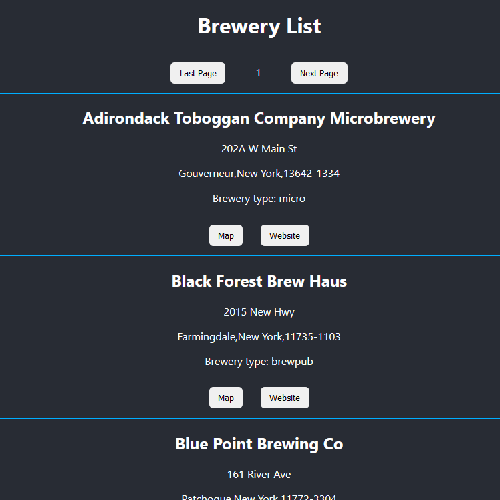 Brewery List
Last Page 1 Next Page
Adirondack Toboggan Company Microbrewery
202A W Main St
Gouverneur,New York,13642-1334
Brewery type: micro
Map Website
Black Forest Brew Haus
2015 New Hwy
Farmingdale,New York,11735-1103
Brewery type: brewpub
Map Website
Blue Point Brewing Co
161 River Ave
Patchogue,New York,11772-3304